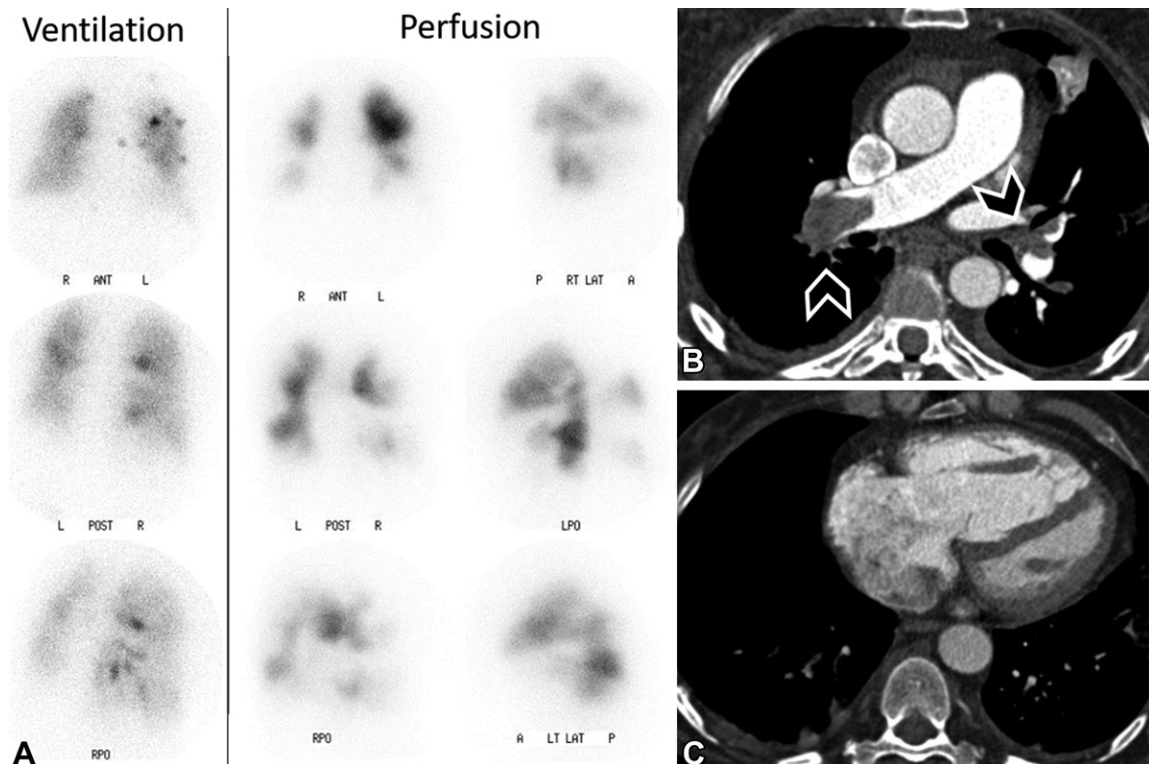 Ventilation
Perfusion
R ANT L
R ANT L
P RT LAT A
L POST R
L POST R
LPO
RPO
RPO
A LT LAT P
A
B
C